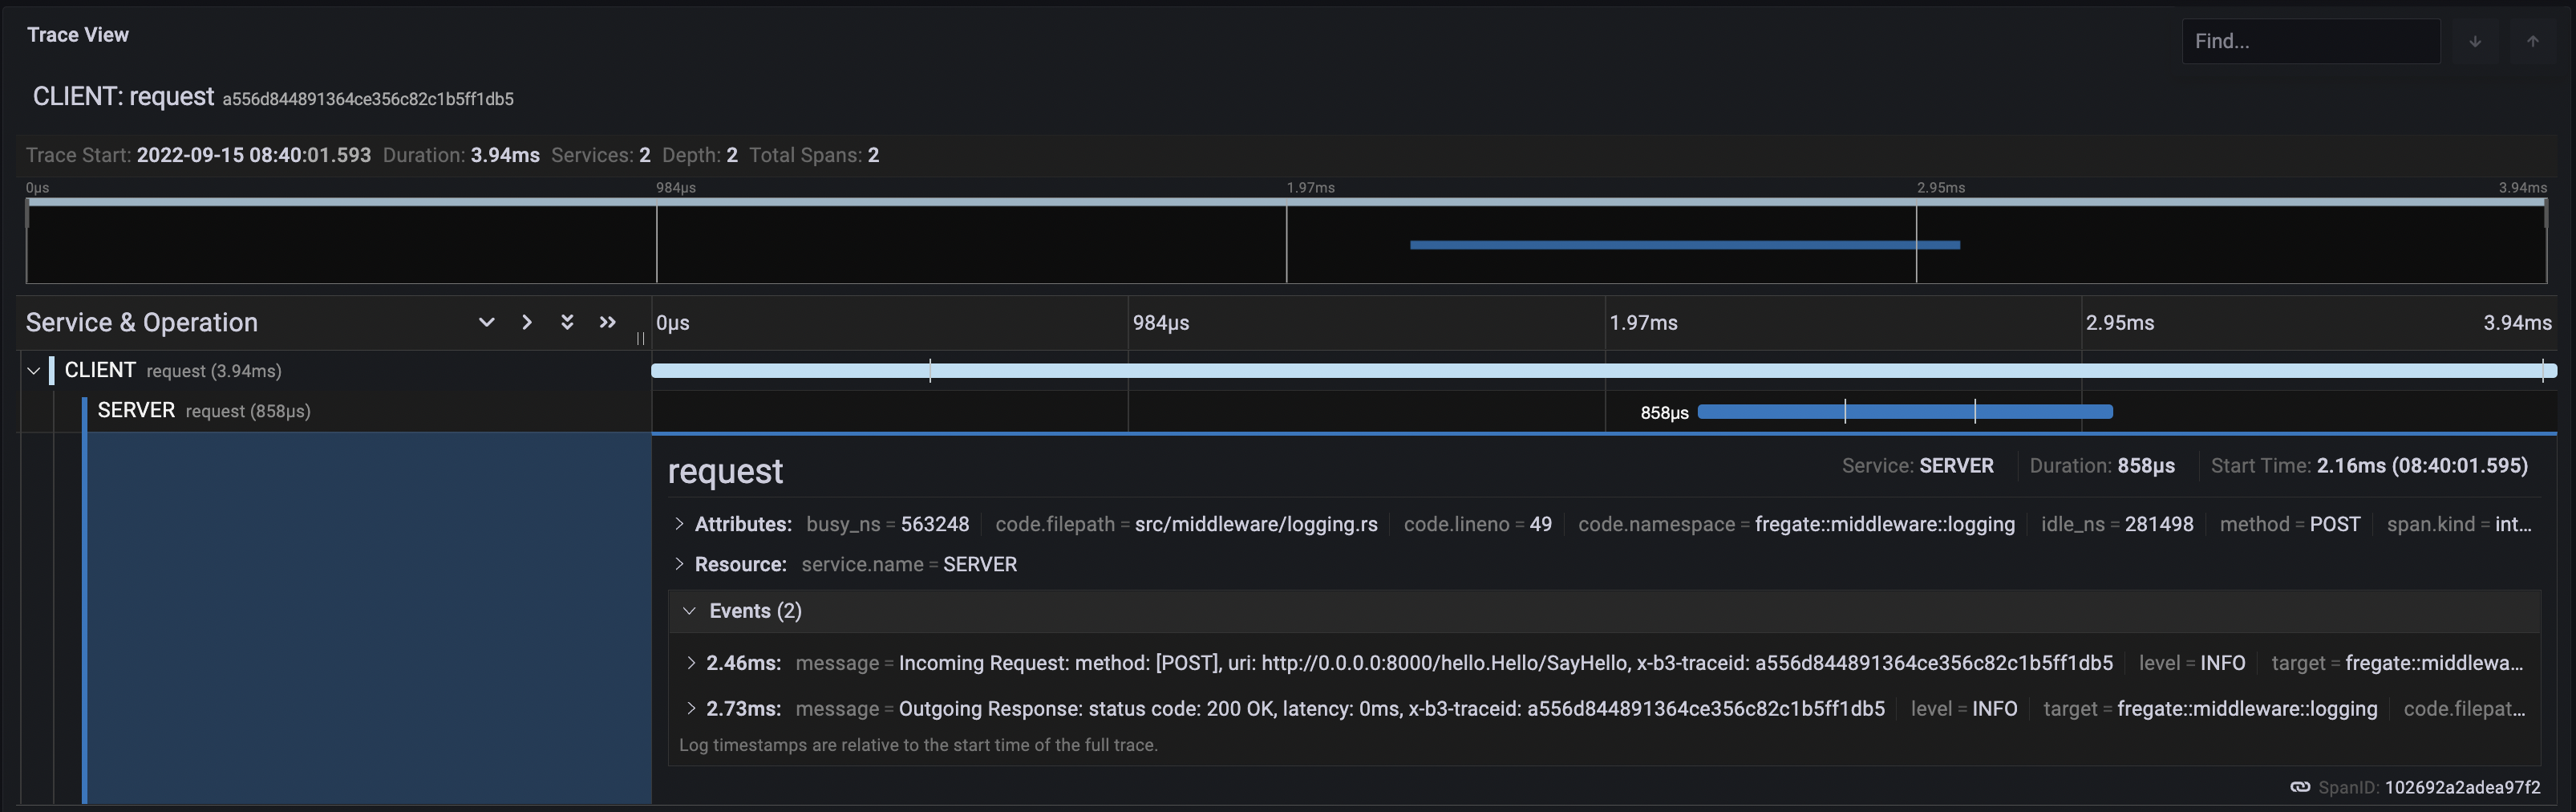 Trace View
Find...
CLIENT: request a556d844891364ce356c82c1b5ff1db5
Trace Start: 2022-09-15 08:40:01.593 Duration: 3.94ms Services: 2 Depth: 2 Total Spans: 2
0μs 984μs 1.97ms 2.95ms 3.94ms
Service & Operation 0μs 984μs 1.97ms 2.95ms 3.94ms
CLIENT request (3.94ms)
SERVER request (858μs) 858μs
request Service: SERVER Duration: 858μs Start Time: 2.16ms (08:40:01.595)
Attributes: busy_ns = 563248 code.filepath = src/middleware/logging.rs code.lineno = 49 code.namespace = fregate::middleware::logging idle_ns = 281498 method = POST span.kind = int...
Resource: service.name = SERVER
Events (2)
2.46ms: message = Incoming Request: method: [POST], uri: http://0.0.0.0:8000/hello.Hello/SayHello, x-b3-traceid: a556d844891364ce356c82c1b5ff1db5 level = INFO target = fregate::middlewa...
2.73ms: message = Outgoing Response: status code: 200 OK, latency: 0ms, x-b3-traceid: a556d844891364ce356c82c1b5ff1db5 level = INFO target = fregate::middleware::logging code.filepat...
Log timestamps are relative to the start time of the full trace.
SpanID: 102692a2adea97f2